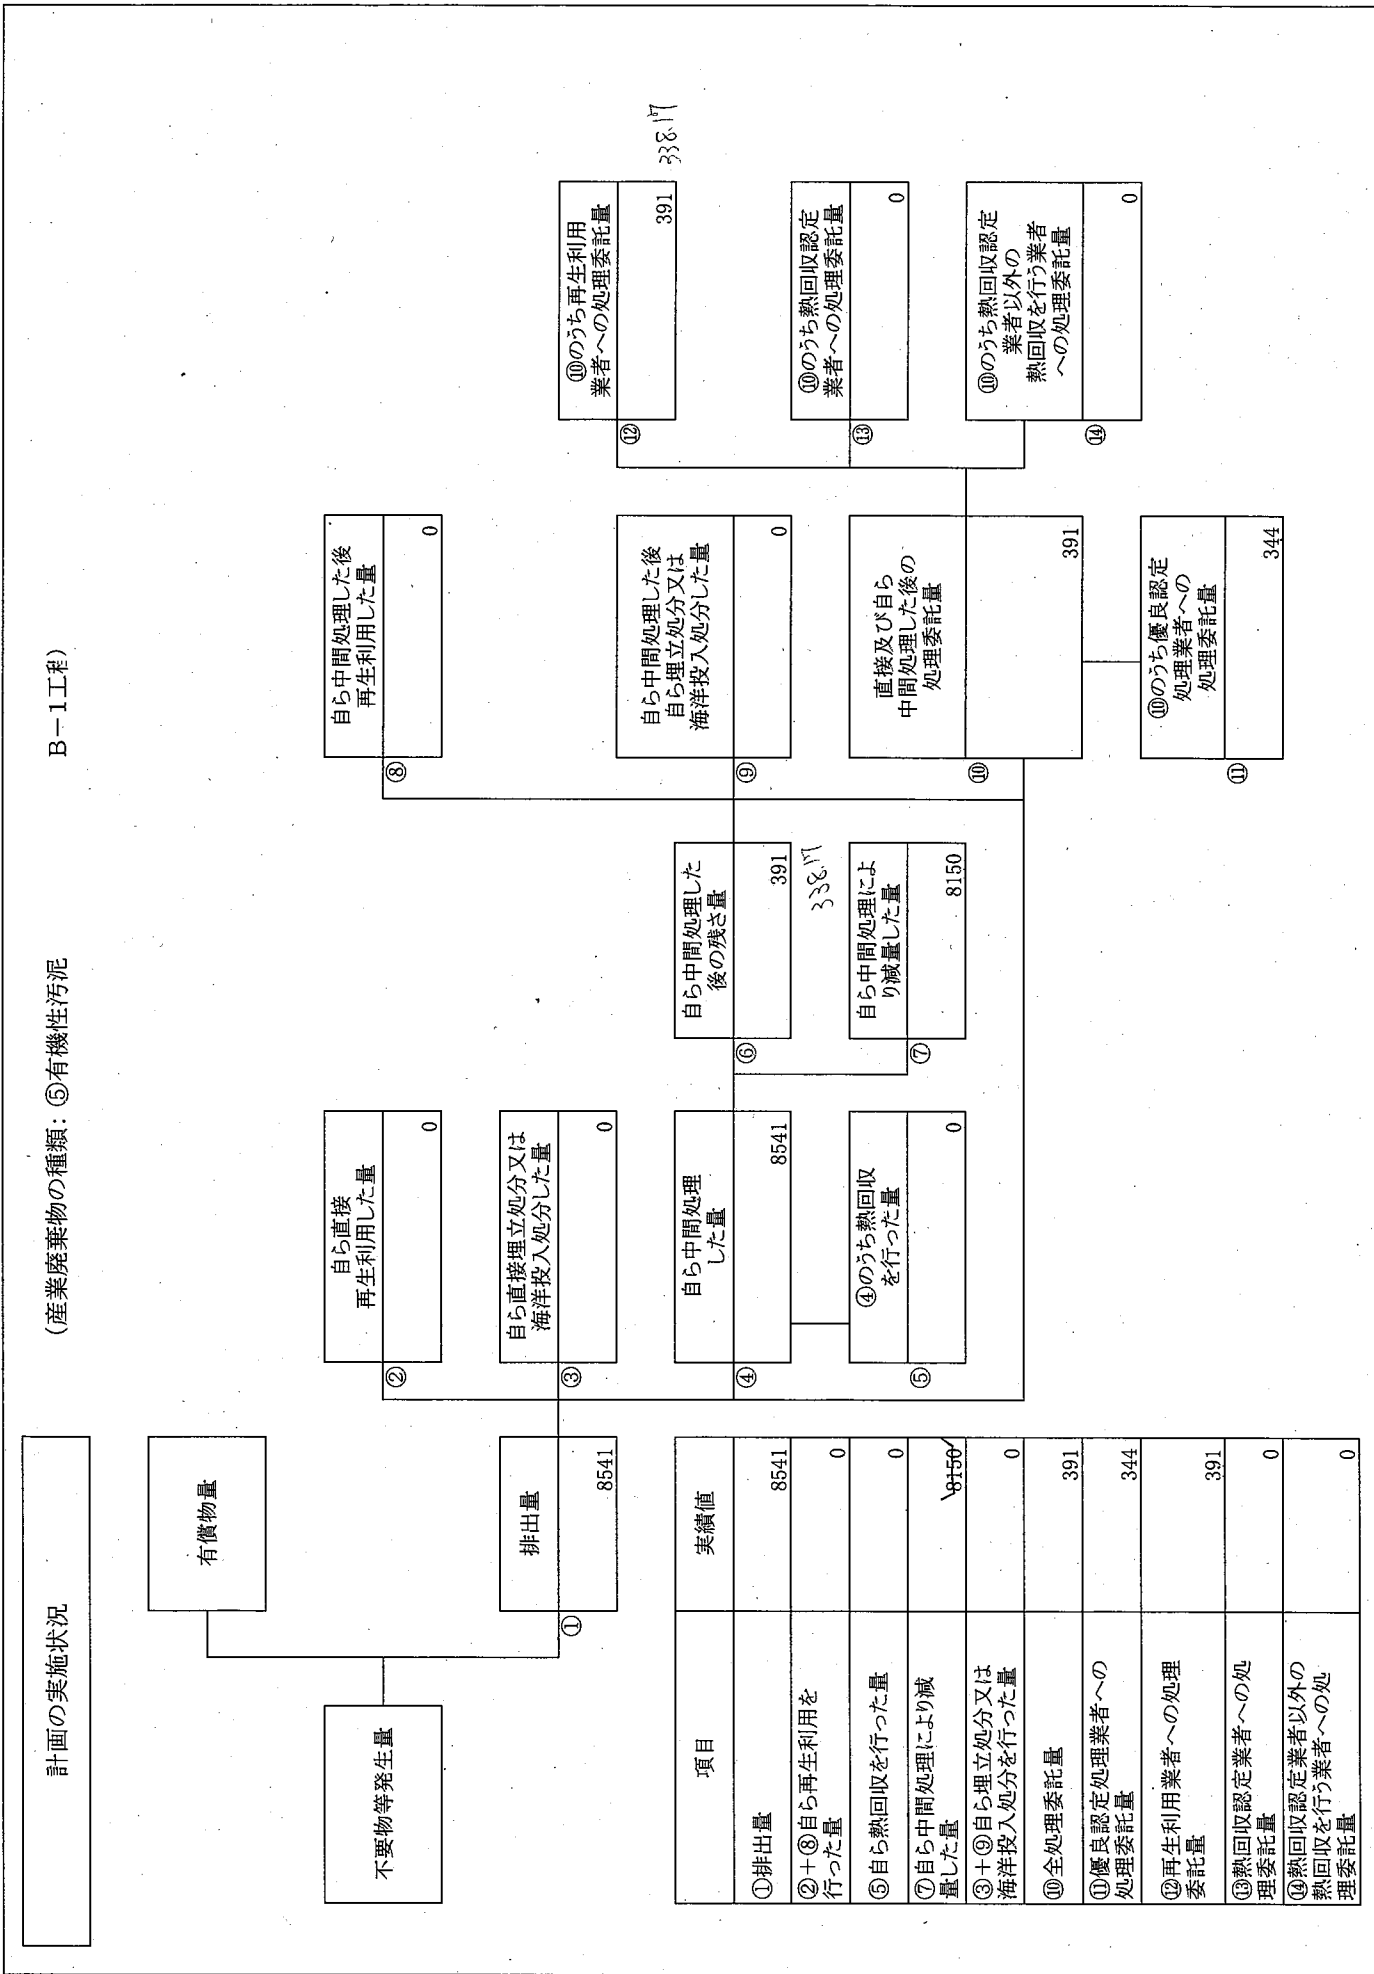 計画の実施状況
(産業廃棄物の種類:⑤有機性汚泥
B-1工程)
不要物等発生量
有償物量
①
排出量
8541
②
自ら直接
再生利用した量
0
③
自ら直接埋立処分又は
海洋投入処分した量
0
④
自ら中間処理
した量
8541
⑤
④のうち熱回収
を行った量
0
⑥
自ら中間処理した
後の残さ量
391
338.17
⑦
自ら中間処理によ
り減量した量
8150
⑧
自ら中間処理した後
再生利用した量
0
⑨
自ら中間処理した後
自ら埋立処分又は
海洋投入処分した量
0
⑩
直接及び自ら
中間処理した後の
処理委託量
391
⑪
⑩のうち優良認定
処理業者への
処理委託量
344
⑫
⑩のうち再生利用
業者への処理委託量
391
338.17
⑬
⑩のうち熱回収認定
業者への処理委託量
0
⑭
⑩のうち熱回収認定
業者以外の
熱回収を行う業者
への処理委託量
0
項目 実績値
①排出量 8541
②+⑧自ら再生利用を
行った量 0
⑤自ら熱回収を行った量 0
⑦自ら中間処理により減
量した量 8150
③+⑨自ら埋立処分又は
海洋投入処分を行った量 0
⑩全処理委託量 391
⑪優良認定処理業者への
処理委託量 344
⑫再生利用業者への処理
委託量 391
⑬熱回収認定業者への処
理委託量 0
⑭熱回収認定業者以外の
熱回収を行う業者への処
理委託量 0